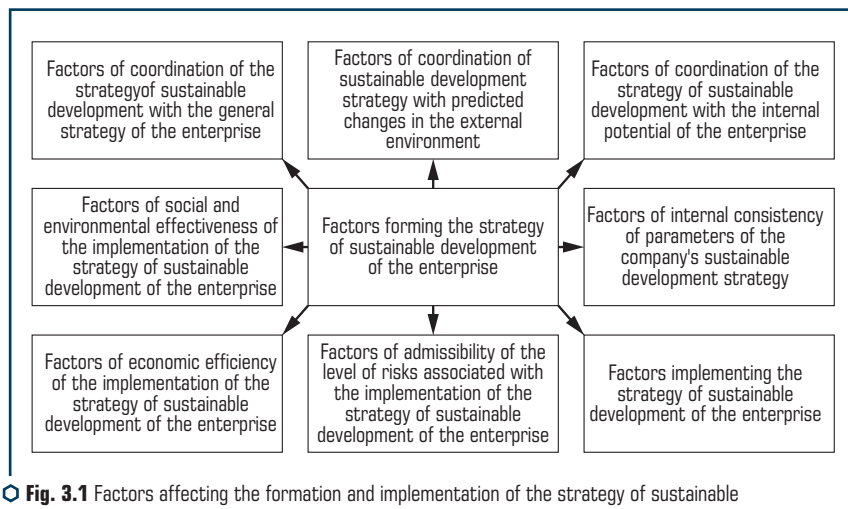 Factors of coordination of the
strategyof sustainable
development with the general
strategy of the enterprise
Factors of coordination of
sustainable development
strategy with predicted
changes in the external
environment
Factors of coordination of the
strategy of sustainable
development with the internal
potential of the enterprise
Factors of social and
environmental effectiveness of
the implementation of the
strategy of sustainable
development of the enterprise
Factors forming the strategy
of sustainable development
of the enterprise
Factors of internal consistency
of parameters of the
company's sustainable
development strategy
Factors of economic efficiency
of the implementation of the
strategy of sustainable
development of the enterprise
Factors of admissibility of the
level of risks associated with
the implementation of the
strategy of sustainable
development of the enterprise
Factors implementing the
strategy of sustainable
development of the enterprise
Fig. 3.1 Factors affecting the formation and implementation of the strategy of sustainable